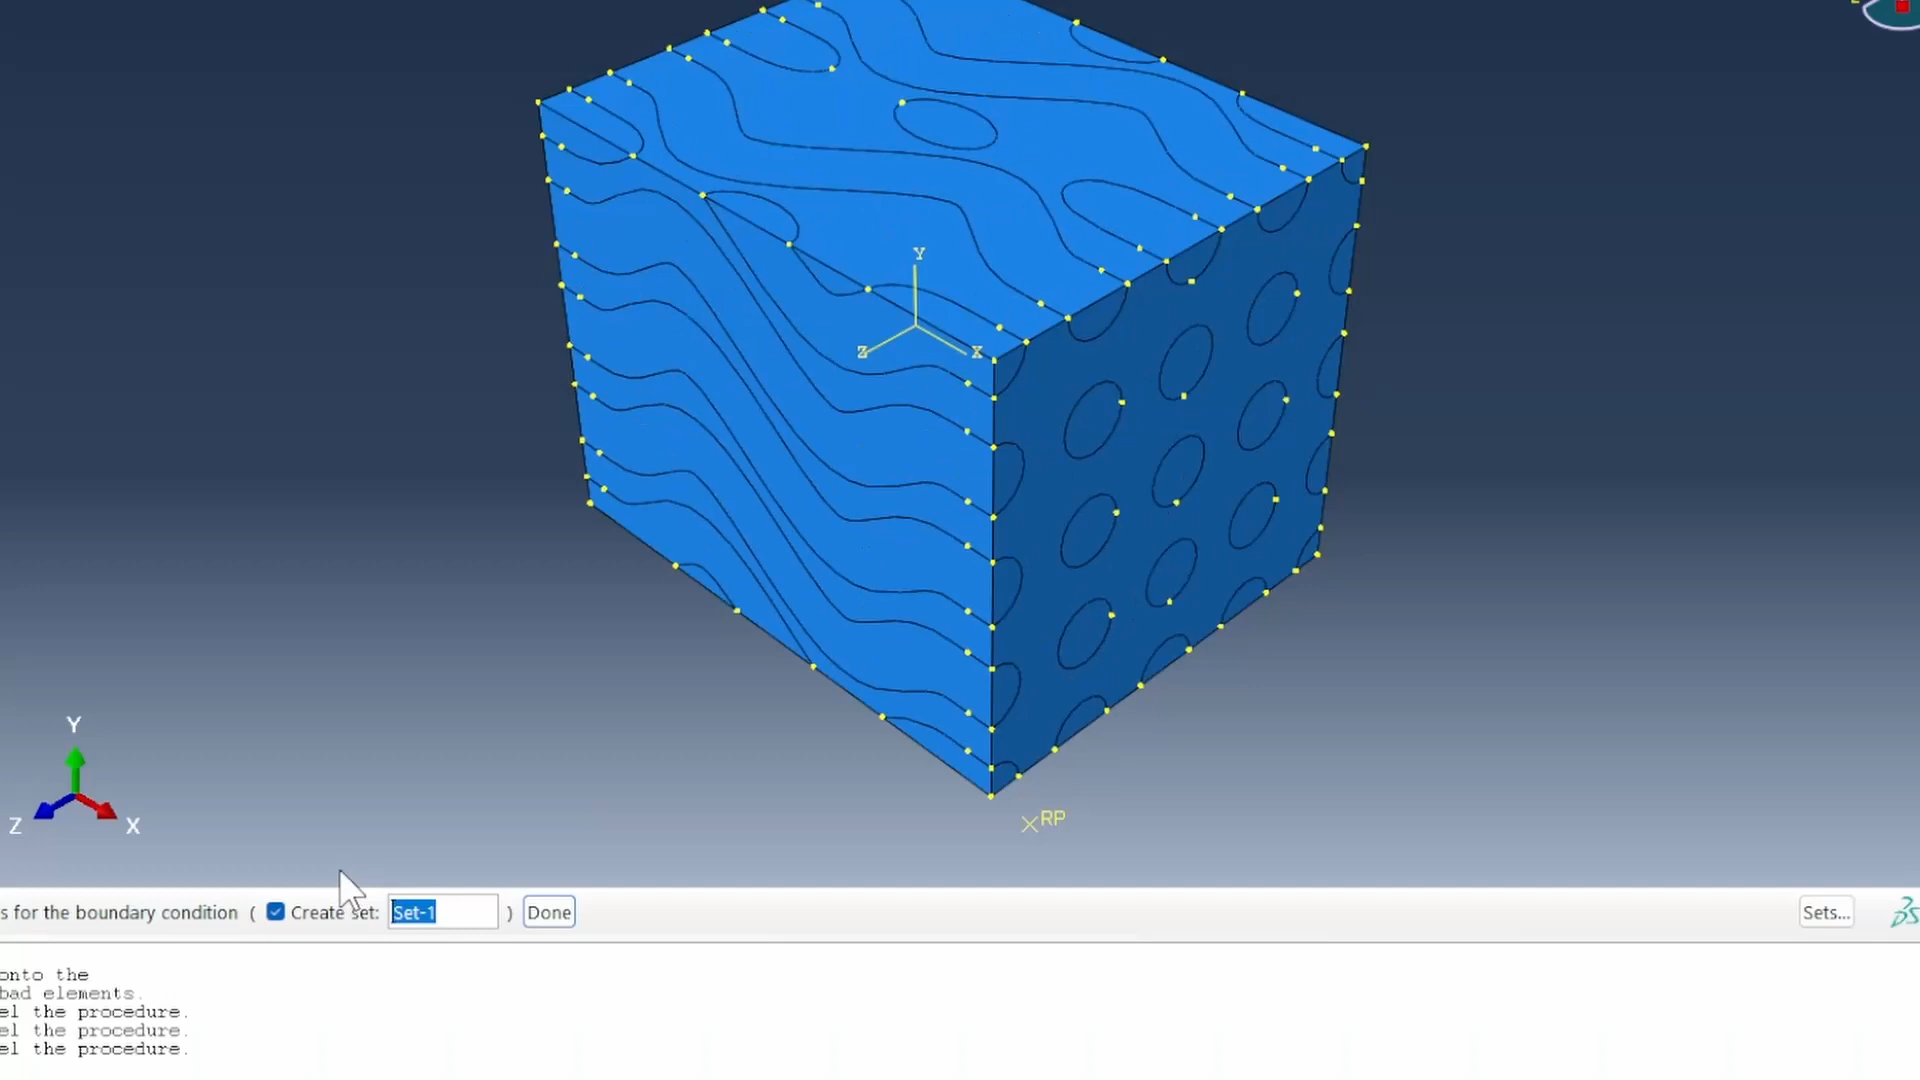 Y
Z
X
Y
Z
X
RP
s for the boundary condition ( Create set: Set-1 ) Done
Sets...
onto the
bad elements.
el the procedure.
el the procedure.
el the procedure.